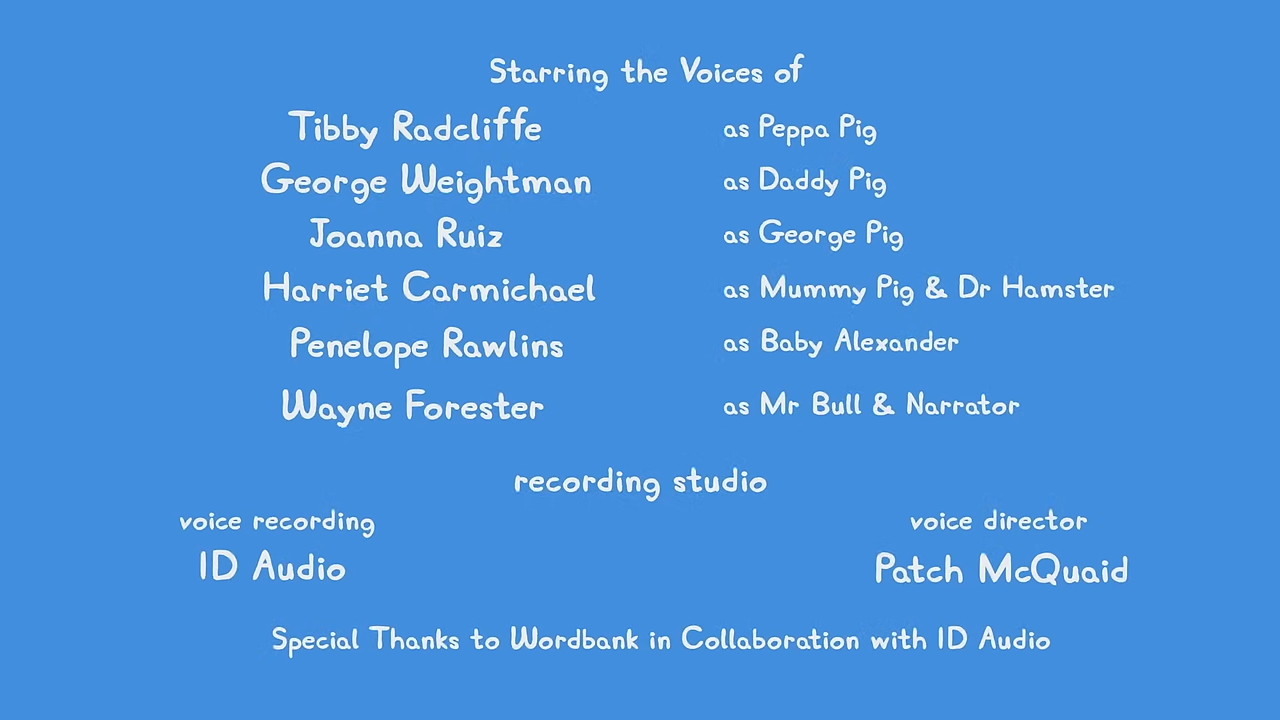 Starring the Voices of
Tibby Radcliffe as Peppa Pig
George Weightman as Daddy Pig
Joanna Ruiz as George Pig
Harriet Carmichael as Mummy Pig & Dr Hamster
Penelope Rawlins as Baby Alexander
Wayne Forester as Mr Bull & Narrator
recording studio
voice recording voice director
ID Audio Patch McQuaid
Special Thanks to Wordbank in Collaboration with ID Audio